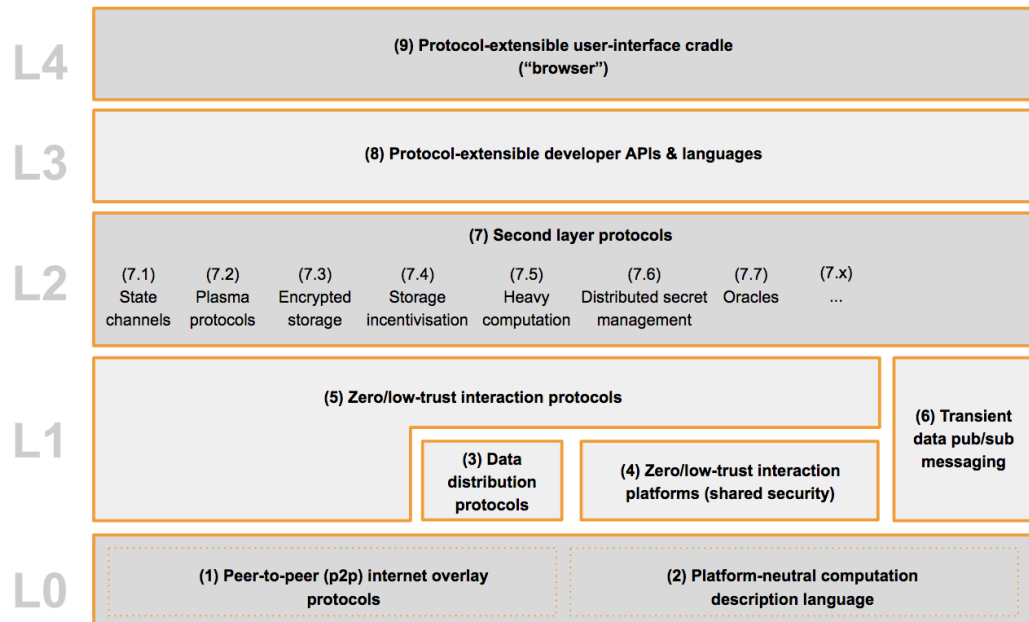 L4
(9) Protocol-extensible user-interface cradle
(“browser”)
L3
(8) Protocol-extensible developer APIs & languages
L2
(7) Second layer protocols
(7.1)
State
channels
(7.2)
Plasma
protocols
(7.3)
Encrypted
storage
(7.4)
Storage
incentivisation
(7.5)
Heavy
computation
(7.6)
Distributed secret
management
(7.7)
Oracles
(7.x)
...
L1
(5) Zero/low-trust interaction protocols
(3) Data
distribution
protocols
(4) Zero/low-trust interaction
platforms (shared security)
(6) Transient
data pub/sub
messaging
L0
(1) Peer-to-peer (p2p) internet overlay
protocols
(2) Platform-neutral computation
description language